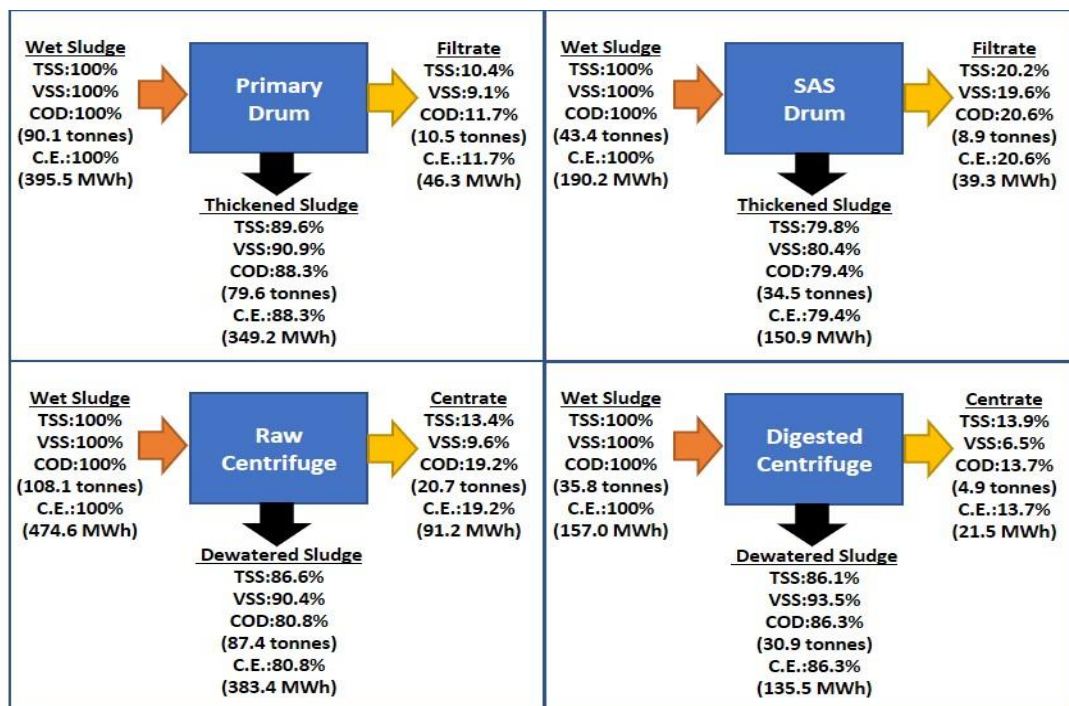 Wet Sludge
TSS:100%
VSS:100%
COD:100%
(90.1 tonnes)
C.E.:100%
(395.5 MWh)
Primary
Drum
Filtrate
TSS:10.4%
VSS:9.1%
COD:11.7%
(10.5 tonnes)
C.E.:11.7%
(46.3 MWh)
Thickened Sludge
TSS:89.6%
VSS:90.9%
COD:88.3%
(79.6 tonnes)
C.E.:88.3%
(349.2 MWh)
Wet Sludge
TSS:100%
VSS:100%
COD:100%
(43.4 tonnes)
C.E.:100%
(190.2 MWh)
SAS
Drum
Filtrate
TSS:20.2%
VSS:19.6%
COD:20.6%
(8.9 tonnes)
C.E.:20.6%
(39.3 MWh)
Thickened Sludge
TSS:79.8%
VSS:80.4%
COD:79.4%
(34.5 tonnes)
C.E.:79.4%
(150.9 MWh)
Wet Sludge
TSS:100%
VSS:100%
COD:100%
(108.1 tonnes)
C.E.:100%
(474.6 MWh)
Raw
Centrifuge
Centrate
TSS:13.4%
VSS:9.6%
COD:19.2%
(20.7 tonnes)
C.E.:19.2%
(91.2 MWh)
Dewatered Sludge
TSS:86.6%
VSS:90.4%
COD:80.8%
(87.4 tonnes)
C.E.:80.8%
(383.4 MWh)
Wet Sludge
TSS:100%
VSS:100%
COD:100%
(35.8 tonnes)
C.E.:100%
(157.0 MWh)
Digested
Centrifuge
Centrate
TSS:13.9%
VSS:6.5%
COD:13.7%
(4.9 tonnes)
C.E.:13.7%
(21.5 MWh)
Dewatered Sludge
TSS:86.1%
VSS:93.5%
COD:86.3%
(30.9 tonnes)
C.E.:86.3%
(135.5 MWh)